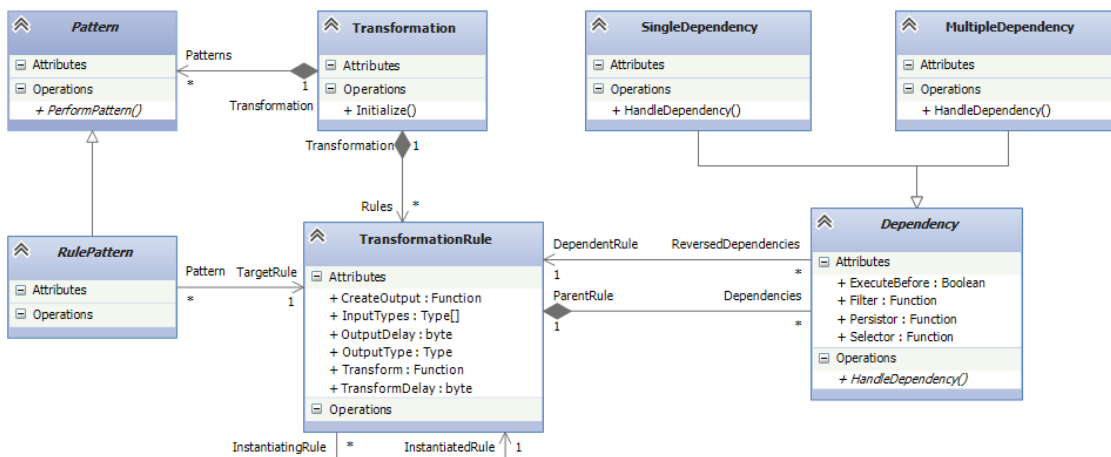 Pattern
Attributes
Operations
+ PerformPattern()
Patterns
*
1
Transformation
Transformation
Attributes
Operations
+ Initialize()
SingleDependency
Attributes
Operations
+ HandleDependency()
MultipleDependency
Attributes
Operations
+ HandleDependency()
Transformation
1
Rules
*
RulePattern
Attributes
Operations
Pattern
TargetRule
*
1
TransformationRule
Attributes
+ CreateOutput : Function
+ InputTypes : Type[]
+ OutputDelay : byte
+ OutputType : Type
+ Transform : Function
+ TransformDelay : byte
Operations
DependentRule
ReversedDependencies
1
*
ParentRule
Dependencies
1
*
Dependency
Attributes
+ ExecuteBefore : Boolean
+ Filter : Function
+ Persistor : Function
+ Selector : Function
Operations
+ HandleDependency()
InstantiatingRule
*
InstantiatedRule
1